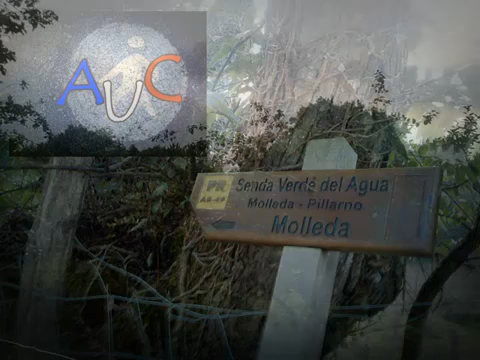 AUC
PR
AS-49
Senda Verde del Agua
Molleda - Pillarno
Molleda